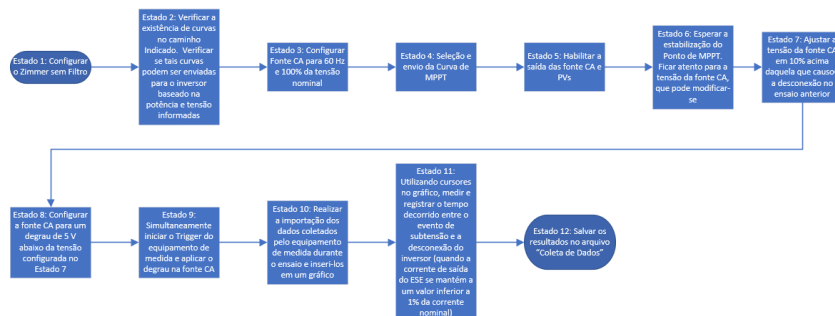 Estado 1: Configurar
o Zimmer sem Filtro
Estado 2: Verificar a
existência de curvas
no caminho
Indicado. Verificar
se tais curvas
podem ser enviadas
para o inversor
baseado na
potência e tensão
informadas
Estado 3: Configurar
Fonte CA para 60 Hz
e 100% da tensão
nominal
Estado 4: Seleção e
envio da Curva de
MPPT
Estado 5: Habilitar a
saída das fonte CA e
PVs
Estado 6: Esperar a
estabilização do
Ponto de MPPT.
Ficar atento para a
tensão da fonte CA,
que pode modificar-
se
Estado 7: Ajustar a
tensão da fonte CA
em 10% acima
daquela que causou
a desconexão no
ensaio anterior
Estado 8: Configurar
a fonte CA para um
degrau de 5 V
abaixo da tensão
configurada no
Estado 7
Estado 9:
Simultaneamente
iniciar o Trigger do
equipamento de
medida e aplicar o
degrau na fonte CA
Estado 10: Realizar
a importação dos
dados coletados
pelo equipamento
de medida durante
o ensaio e inseri-los
em um gráfico
Estado 11:
Utilizando cursores
no gráfico, medir e
registrar o tempo
decorrido entre o
evento de
subtensão e a
desconexão do
inversor (quando a
corrente de saída
do ESE se mantém a
um valor inferior a
1% da corrente
nominal)
Estado 12: Salvar os
resultados no arquivo
“Coleta de Dados”